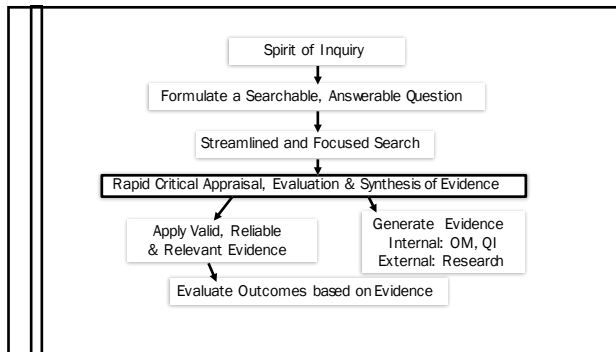 Spirit of Inquiry
Formulate a Searchable, Answerable Question
Streamlined and Focused Search
Rapid Critical Appraisal, Evaluation & Synthesis of Evidence
Apply Valid, Reliable
& Relevant Evidence
Generate Evidence
Internal: OM, QI
External: Research
Evaluate Outcomes based on Evidence